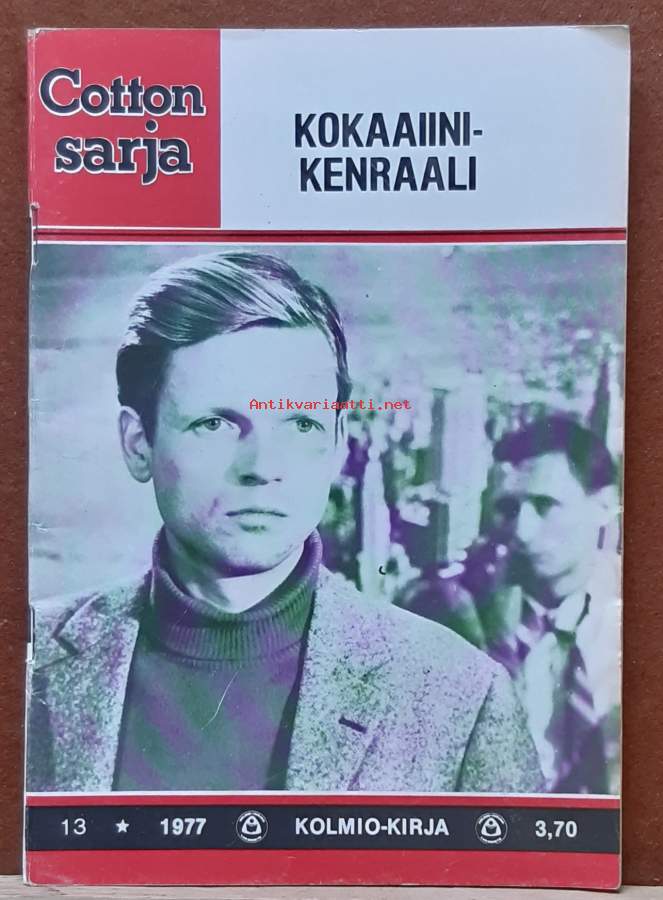 Cotton
sarja
KOKAAIINI-
KENRAALI
Antikvariaatti.net
13 ★ 1977 KOLMIO-KIRJA 3,70